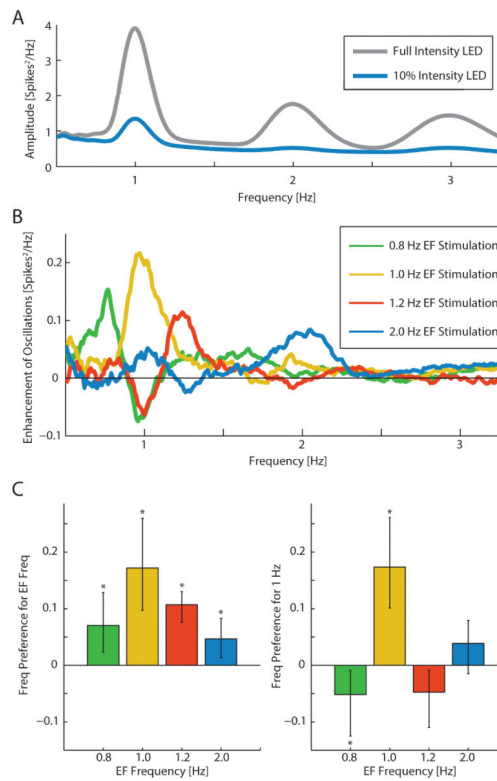 A
Amplitude [Spikes²/Hz]
4
3
2
1
0
Full Intensity LED
10% Intensity LED
1
2
3
Frequency [Hz]
B
Enhancement of Oscillations [Spikes²/Hz]
0.2
0.1
0
−0.1
0.8 Hz EF Stimulation
1.0 Hz EF Stimulation
1.2 Hz EF Stimulation
2.0 Hz EF Stimulation
1
2
3
Frequency [Hz]
C
Freq Preference for EF Freq
0.2
0.1
0
−0.1
*
*
*
*
0.8
1.0
1.2
2.0
EF Frequency [Hz]
Freq Preference for 1 Hz
0.2
0.1
0
−0.1
*
*
0.8
1.0
1.2
2.0
EF Frequency [Hz]